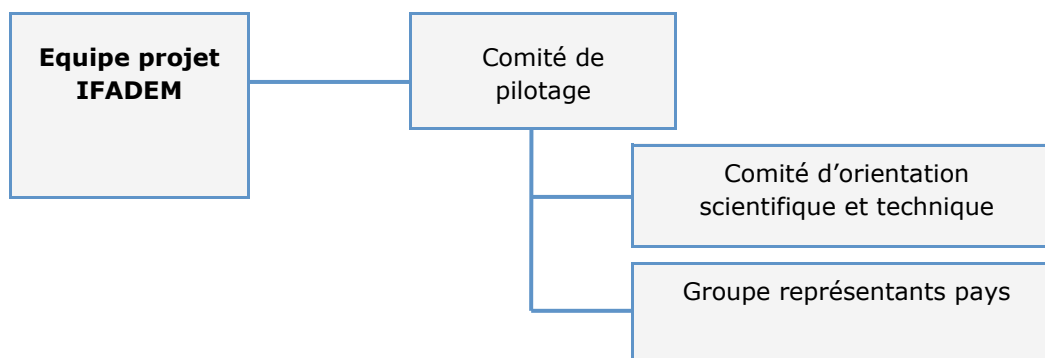 Equipe projet
IFADEM
Comité de
pilotage
Comité d’orientation
scientifique et technique
Groupe représentants pays